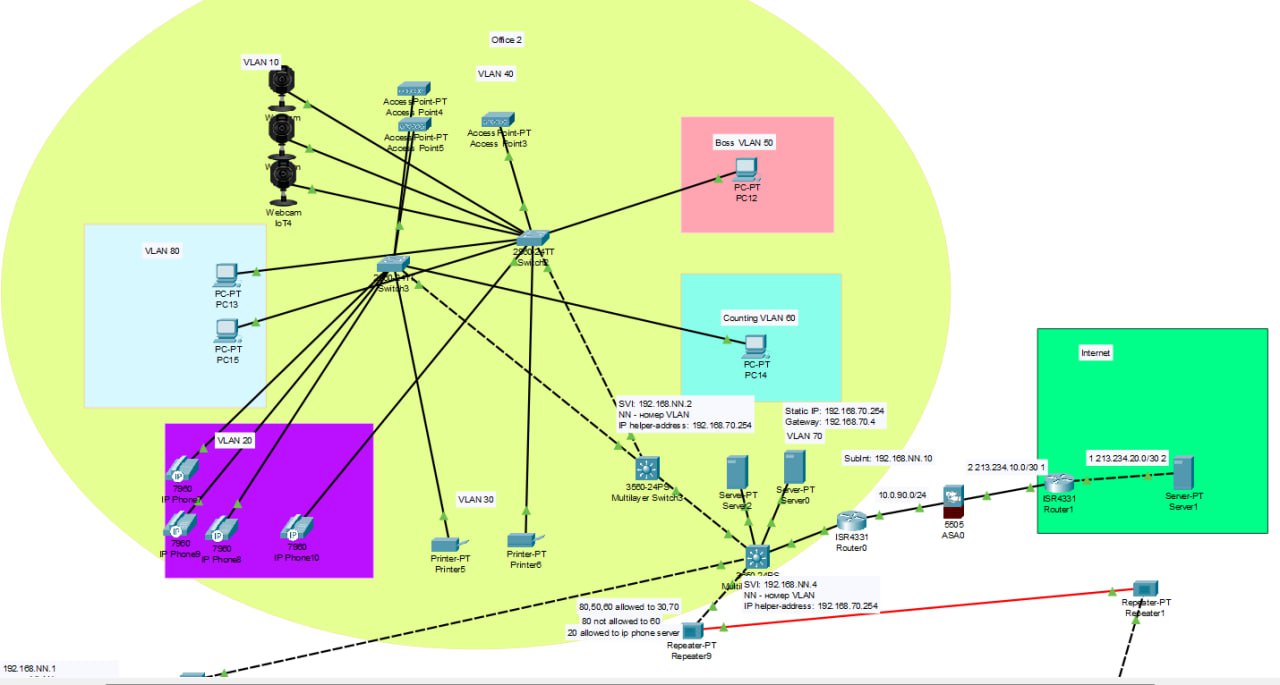 Office 2
VLAN 10
VLAN 40
AccessPoint-PT
Access Point4
AccessPoint-PT
Access Point5
AccessPoint-PT
Access Point3
Webcam
IoT4
Boss VLAN 50
PC-PT
PC12
VLAN 80
PC-PT
PC13
PC-PT
PC15
2960-24TT
Switch2
Switch3
Counting VLAN 60
PC-PT
PC14
Internet
SVI: 192.168.NN.2
NN - номер VLAN
IP helper-address: 192.168.70.254
Static IP: 192.168.70.254
Gateway: 192.168.70.4
VLAN 70
VLAN 20
7960
7960
IP Phone9
7960
IP Phone8
7960
IP Phone10
VLAN 30
Printer-PT
Printer5
Printer-PT
Printer6
3560-24PS
Multilayer Switch3
Server-PT
Server2
Server-PT
Server0
SubInt: 192.168.NN.10
10.0.90.0/24
2 213.234.10.0/30 1
1 213.234.20.0/30 2
ISR4331
Router0
5505
ASA0
ISR4331
Router1
Server-PT
Server1
SVI: 192.168.NN.4
NN - номер VLAN
IP helper-address: 192.168.70.254
80,50,60 allowed to 30,70
80 not allowed to 60
20 allowed to ip phone server
Repeater-PT
Repeater9
Repeater-PT
Repeater1
192.168.NN.1